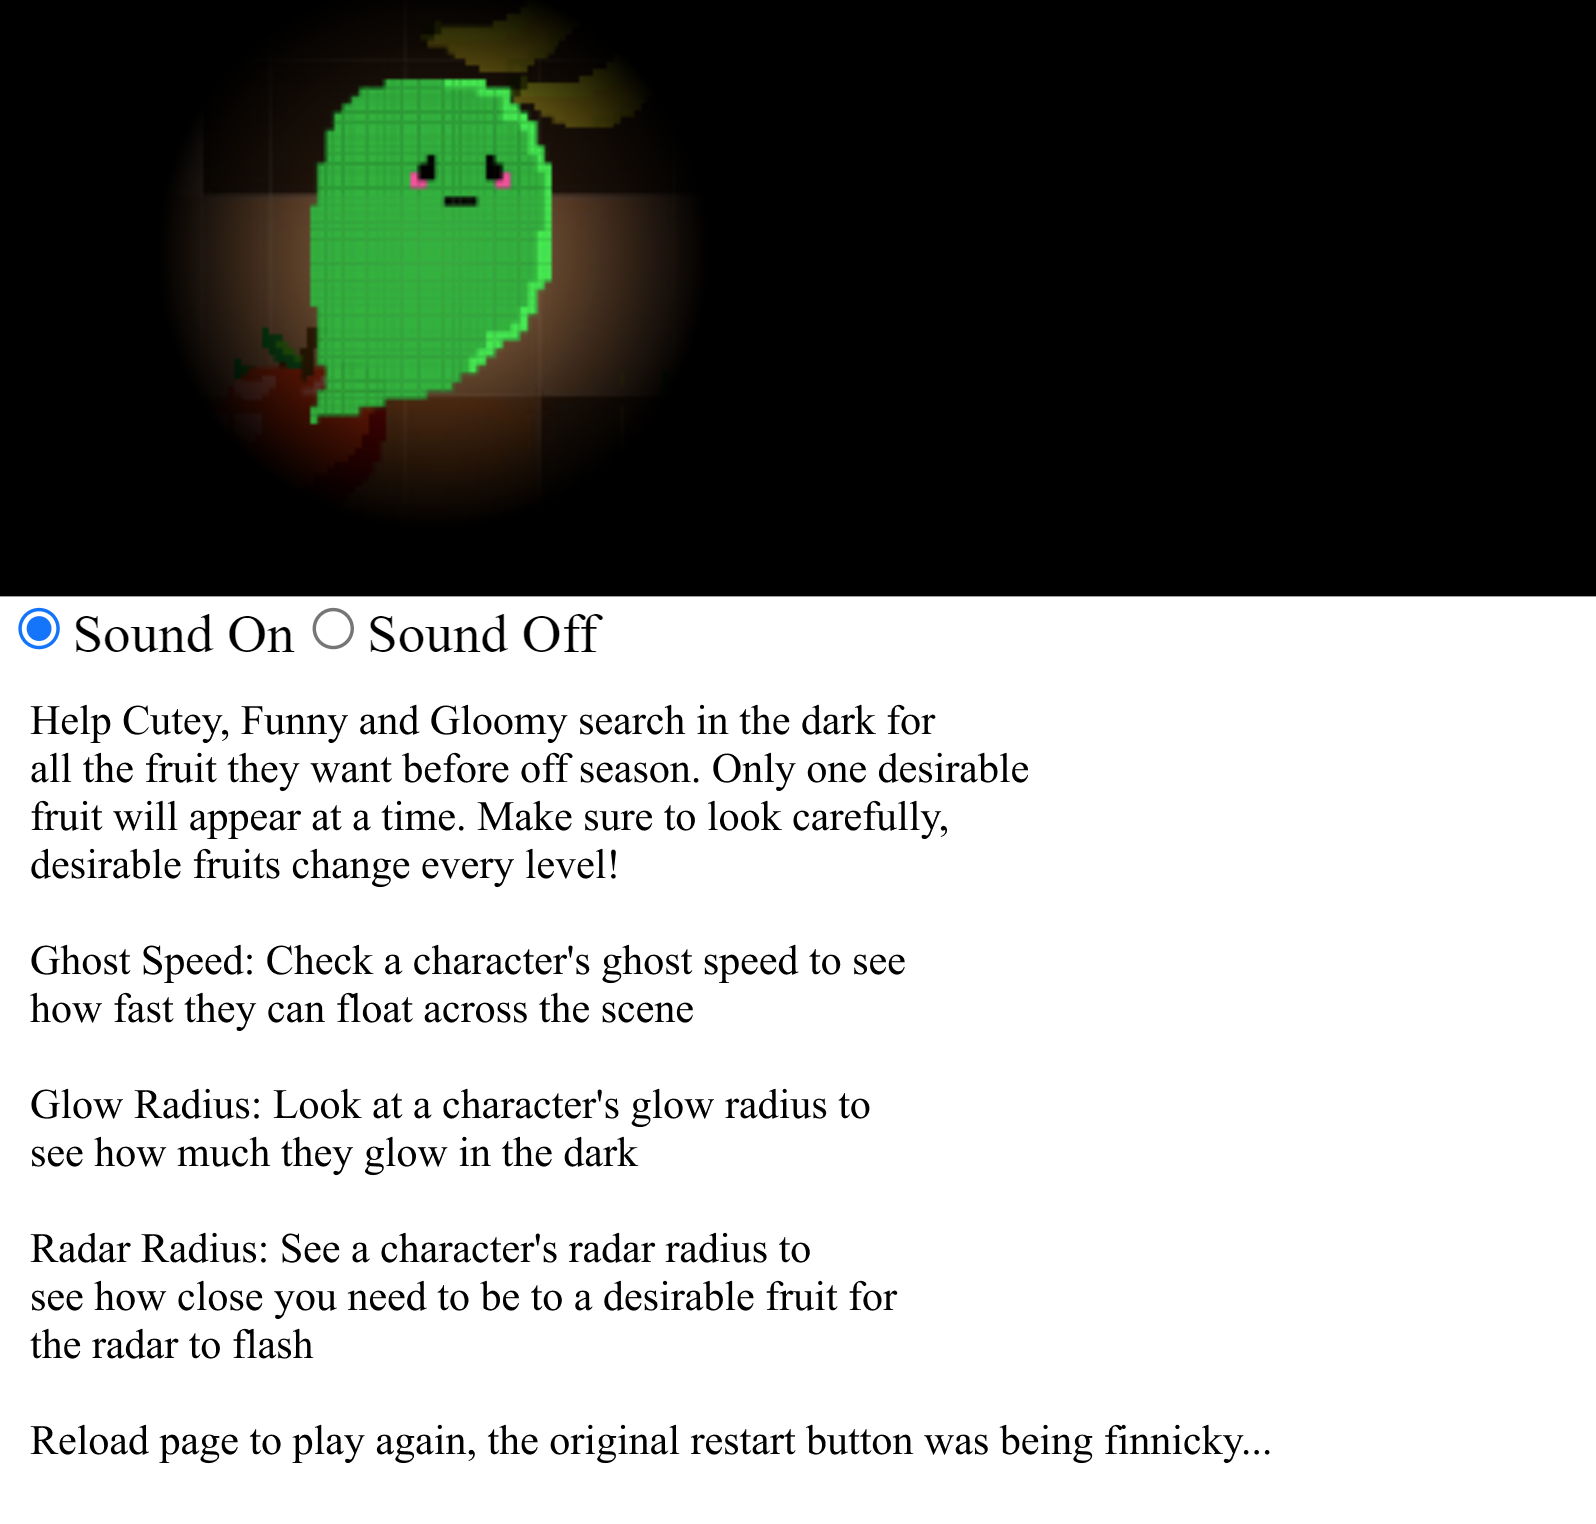 Sound On Sound Off
Help Cutey, Funny and Gloomy search in the dark for
all the fruit they want before off season. Only one desirable
fruit will appear at a time. Make sure to look carefully,
desirable fruits change every level!
Ghost Speed: Check a character's ghost speed to see
how fast they can float across the scene
Glow Radius: Look at a character's glow radius to
see how much they glow in the dark
Radar Radius: See a character's radar radius to
see how close you need to be to a desirable fruit for
the radar to flash
Reload page to play again, the original restart button was being finnicky...